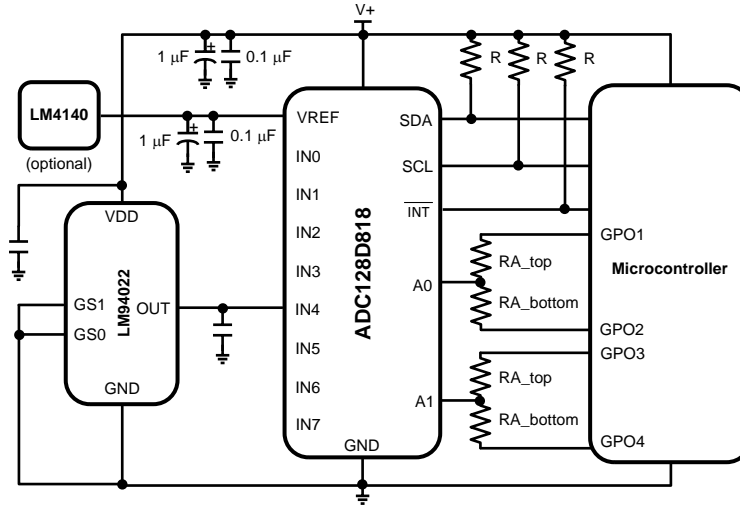 V+
1 μF
+
0.1 μF
R
R
R
LM4140
(optional)
1 μF
+
0.1 μF
VREF
IN0
IN1
IN2
IN3
IN4
IN5
IN6
IN7
GND
ADC128D818
SDA
SCL
INT
A0
A1
VDD
GS1
GS0
OUT
GND
LM94022
RA_top
RA_bottom
RA_top
RA_bottom
GPO1
Microcontroller
GPO2
GPO3
GPO4